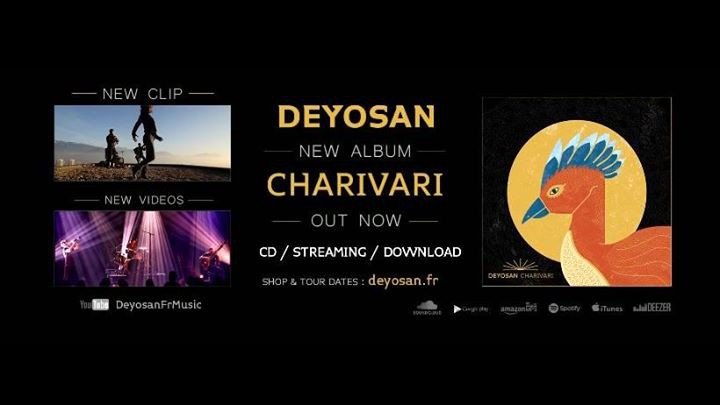 NEW CLIP
NEW VIDEOS
YouTube DeyosanFrMusic
DEYOSAN
NEW ALBUM
CHARIVARI
OUT NOW
CD / STREAMING / DOWNLOAD
SHOP & TOUR DATES : deyosan.fr
DEYOSAN CHARIVARI
SOUNDCLOUD
Google play
amazon
Spotify
iTunes
DEEZER